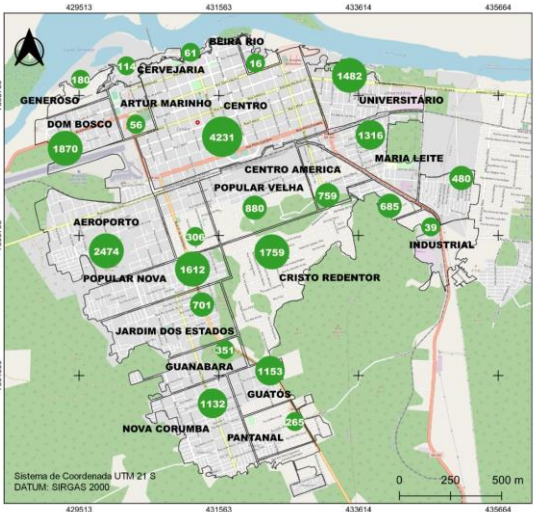 429513 431563 433614 435664
BEIRA RIO
61
114
16
CERVEJARIA
180
1482
GENEROSO
ARTUR MARINHO
CENTRO
UNIVERSITÁRIO
DOM BOSCO
56
4231
1316
1870
MARIA LEITE
CENTRO AMERICA
480
POPULAR VELHA
759
880
685
AEROPORTO
39
306
INDUSTRIAL
2474
1759
1612
POPULAR NOVA
CRISTO REDENTOR
701
JARDIM DOS ESTADOS
351
GUANABARA
1153
GUATÓS
1132
265
NOVA CORUMBA
PANTANAL
Sistema de Coordenada UTM 21 S
DATUM: SIRGAS 2000
0 250 500 m
429513 431563 433614 435664